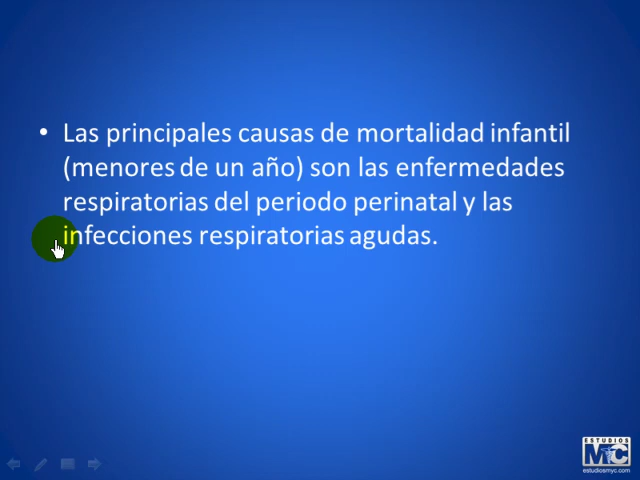 • Las principales causas de mortalidad infantil
(menores de un año) son las enfermedades
respiratorias del periodo perinatal y las
infecciones respiratorias agudas.
ESTUDIOS
MyC
estudiosmyc.com